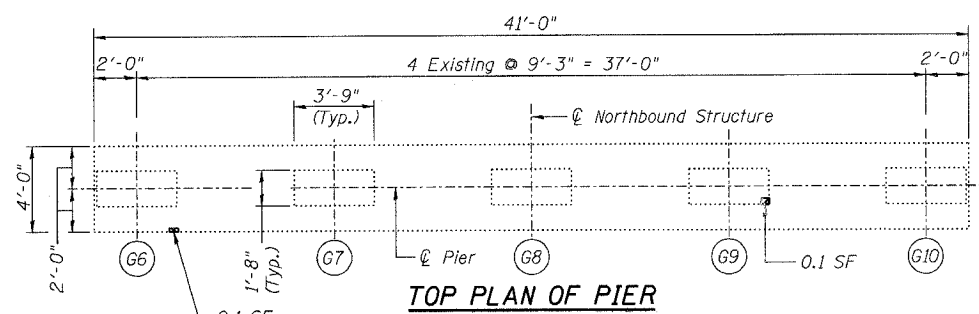 41'-0"
2'-0"
4 Existing @ 9'-3" = 37'-0"
2'-0"
3'-9"
(Typ.)
℄ Northbound Structure
4'-0"
2'-0"
1'-8"
(Typ.)
G6
G7
℄ Pier
G8
G9
0.1 SF
G10
TOP PLAN OF PIER